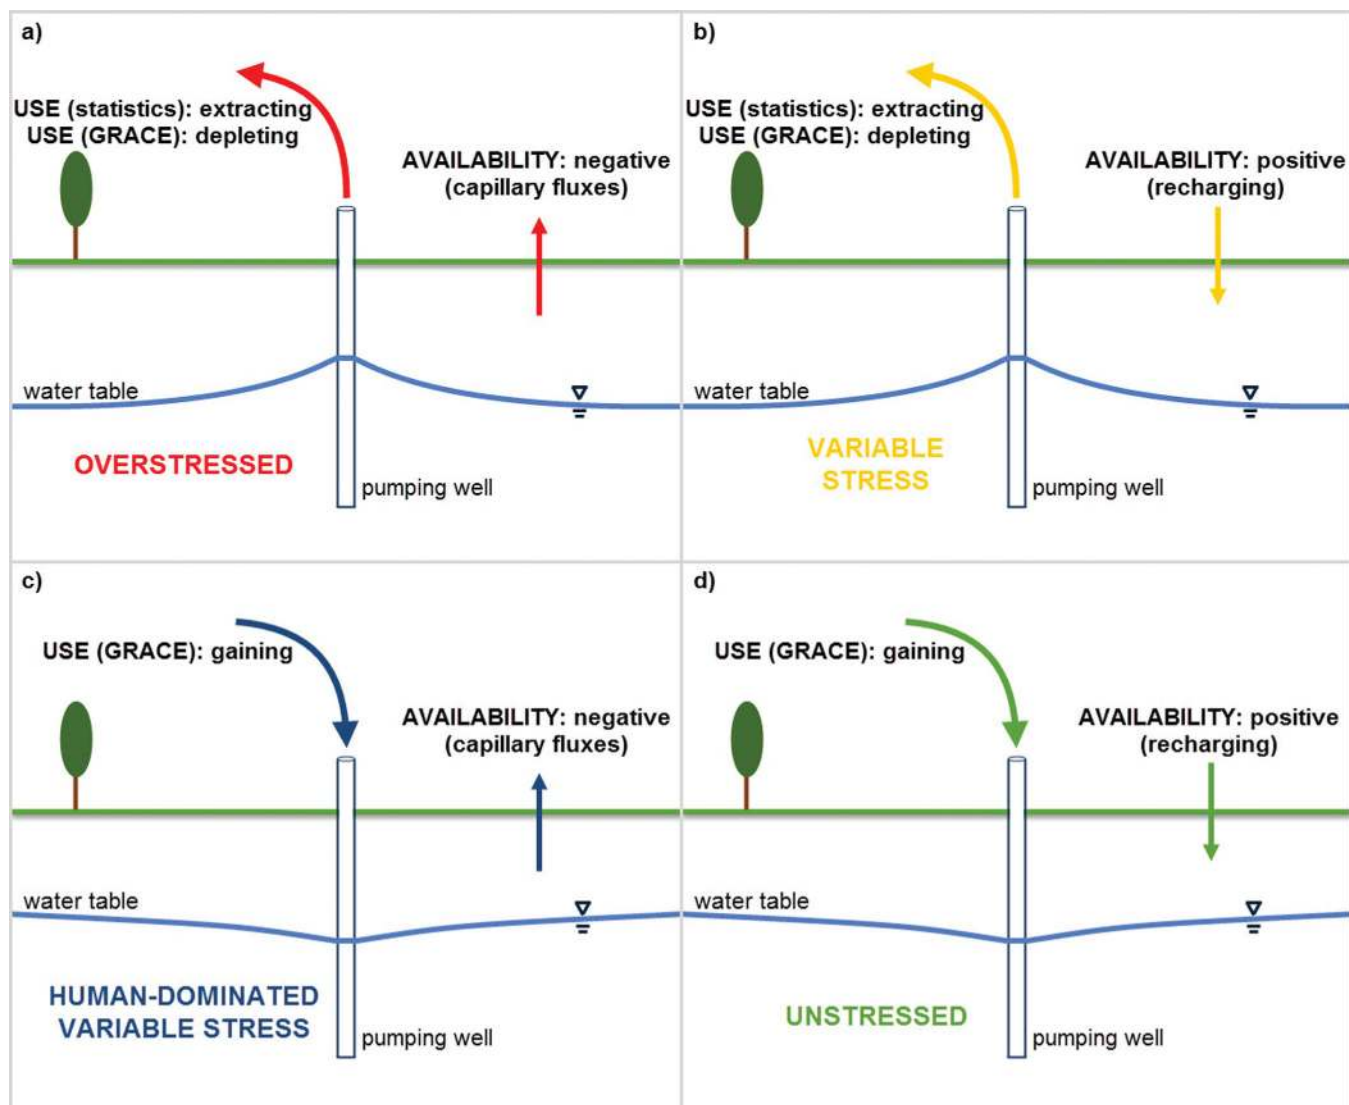 a)
USE (statistics): extracting
USE (GRACE): depleting
AVAILABILITY: negative
(capillary fluxes)
water table
OVERSTRESSED
pumping well
b)
USE (statistics): extracting
USE (GRACE): depleting
AVAILABILITY: positive
(recharging)
water table
VARIABLE
STRESS
pumping well
c)
USE (GRACE): gaining
AVAILABILITY: negative
(capillary fluxes)
water table
HUMAN-DOMINATED
VARIABLE STRESS
pumping well
d)
USE (GRACE): gaining
AVAILABILITY: positive
(recharging)
water table
UNSTRESSED
pumping well